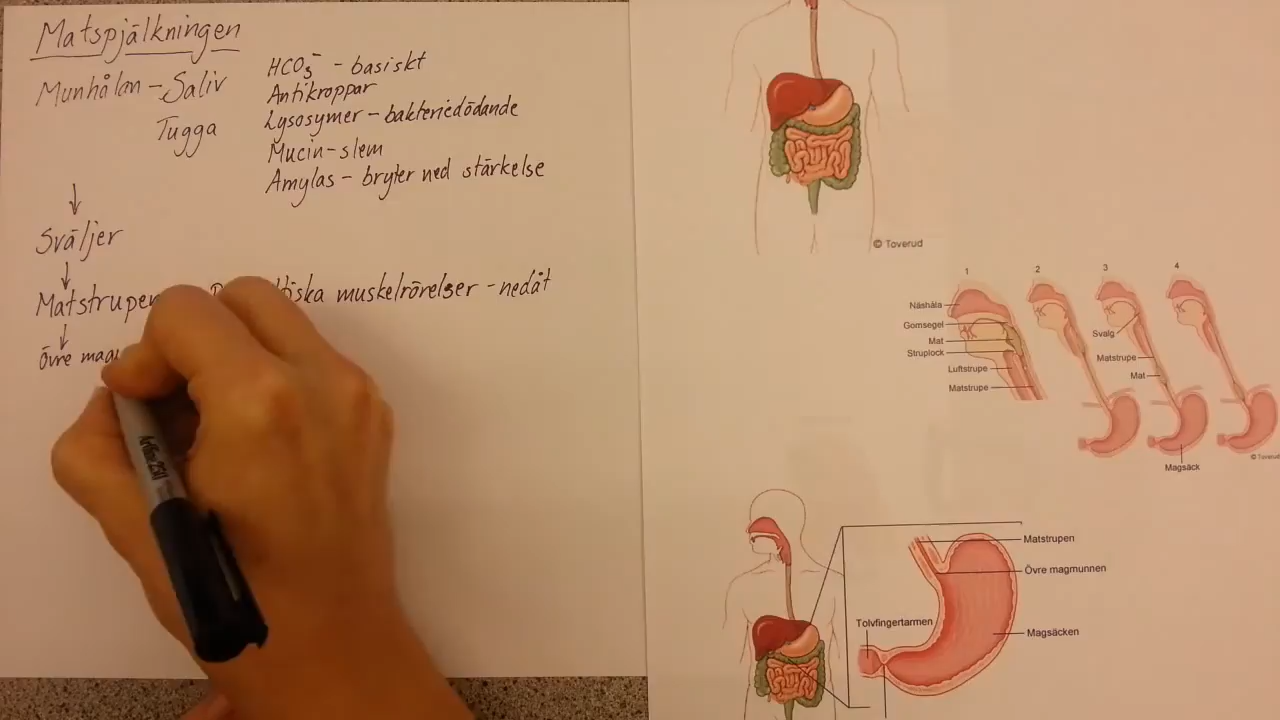 Matspjälkningen
Munhålan - Saliv
Tugga
HCO3⁻ - basiskt
Antikroppar
Lysosymer - bakteriedödande
Mucin - slem
Amylas - bryter ned stärkelse
Sväljer
Matstrupen
muskelrörelser - nedåt
Övre
© Toverud
1 2 3 4
Näshåla
Gomsegel
Mat
Struplock
Luftstrupe
Matstrupe
Svalg
Matstrupe
Mat
Magsäck
© Toverud
Matstrupen
Övre magmunnen
Tolvfingertarmen
Magsäcken